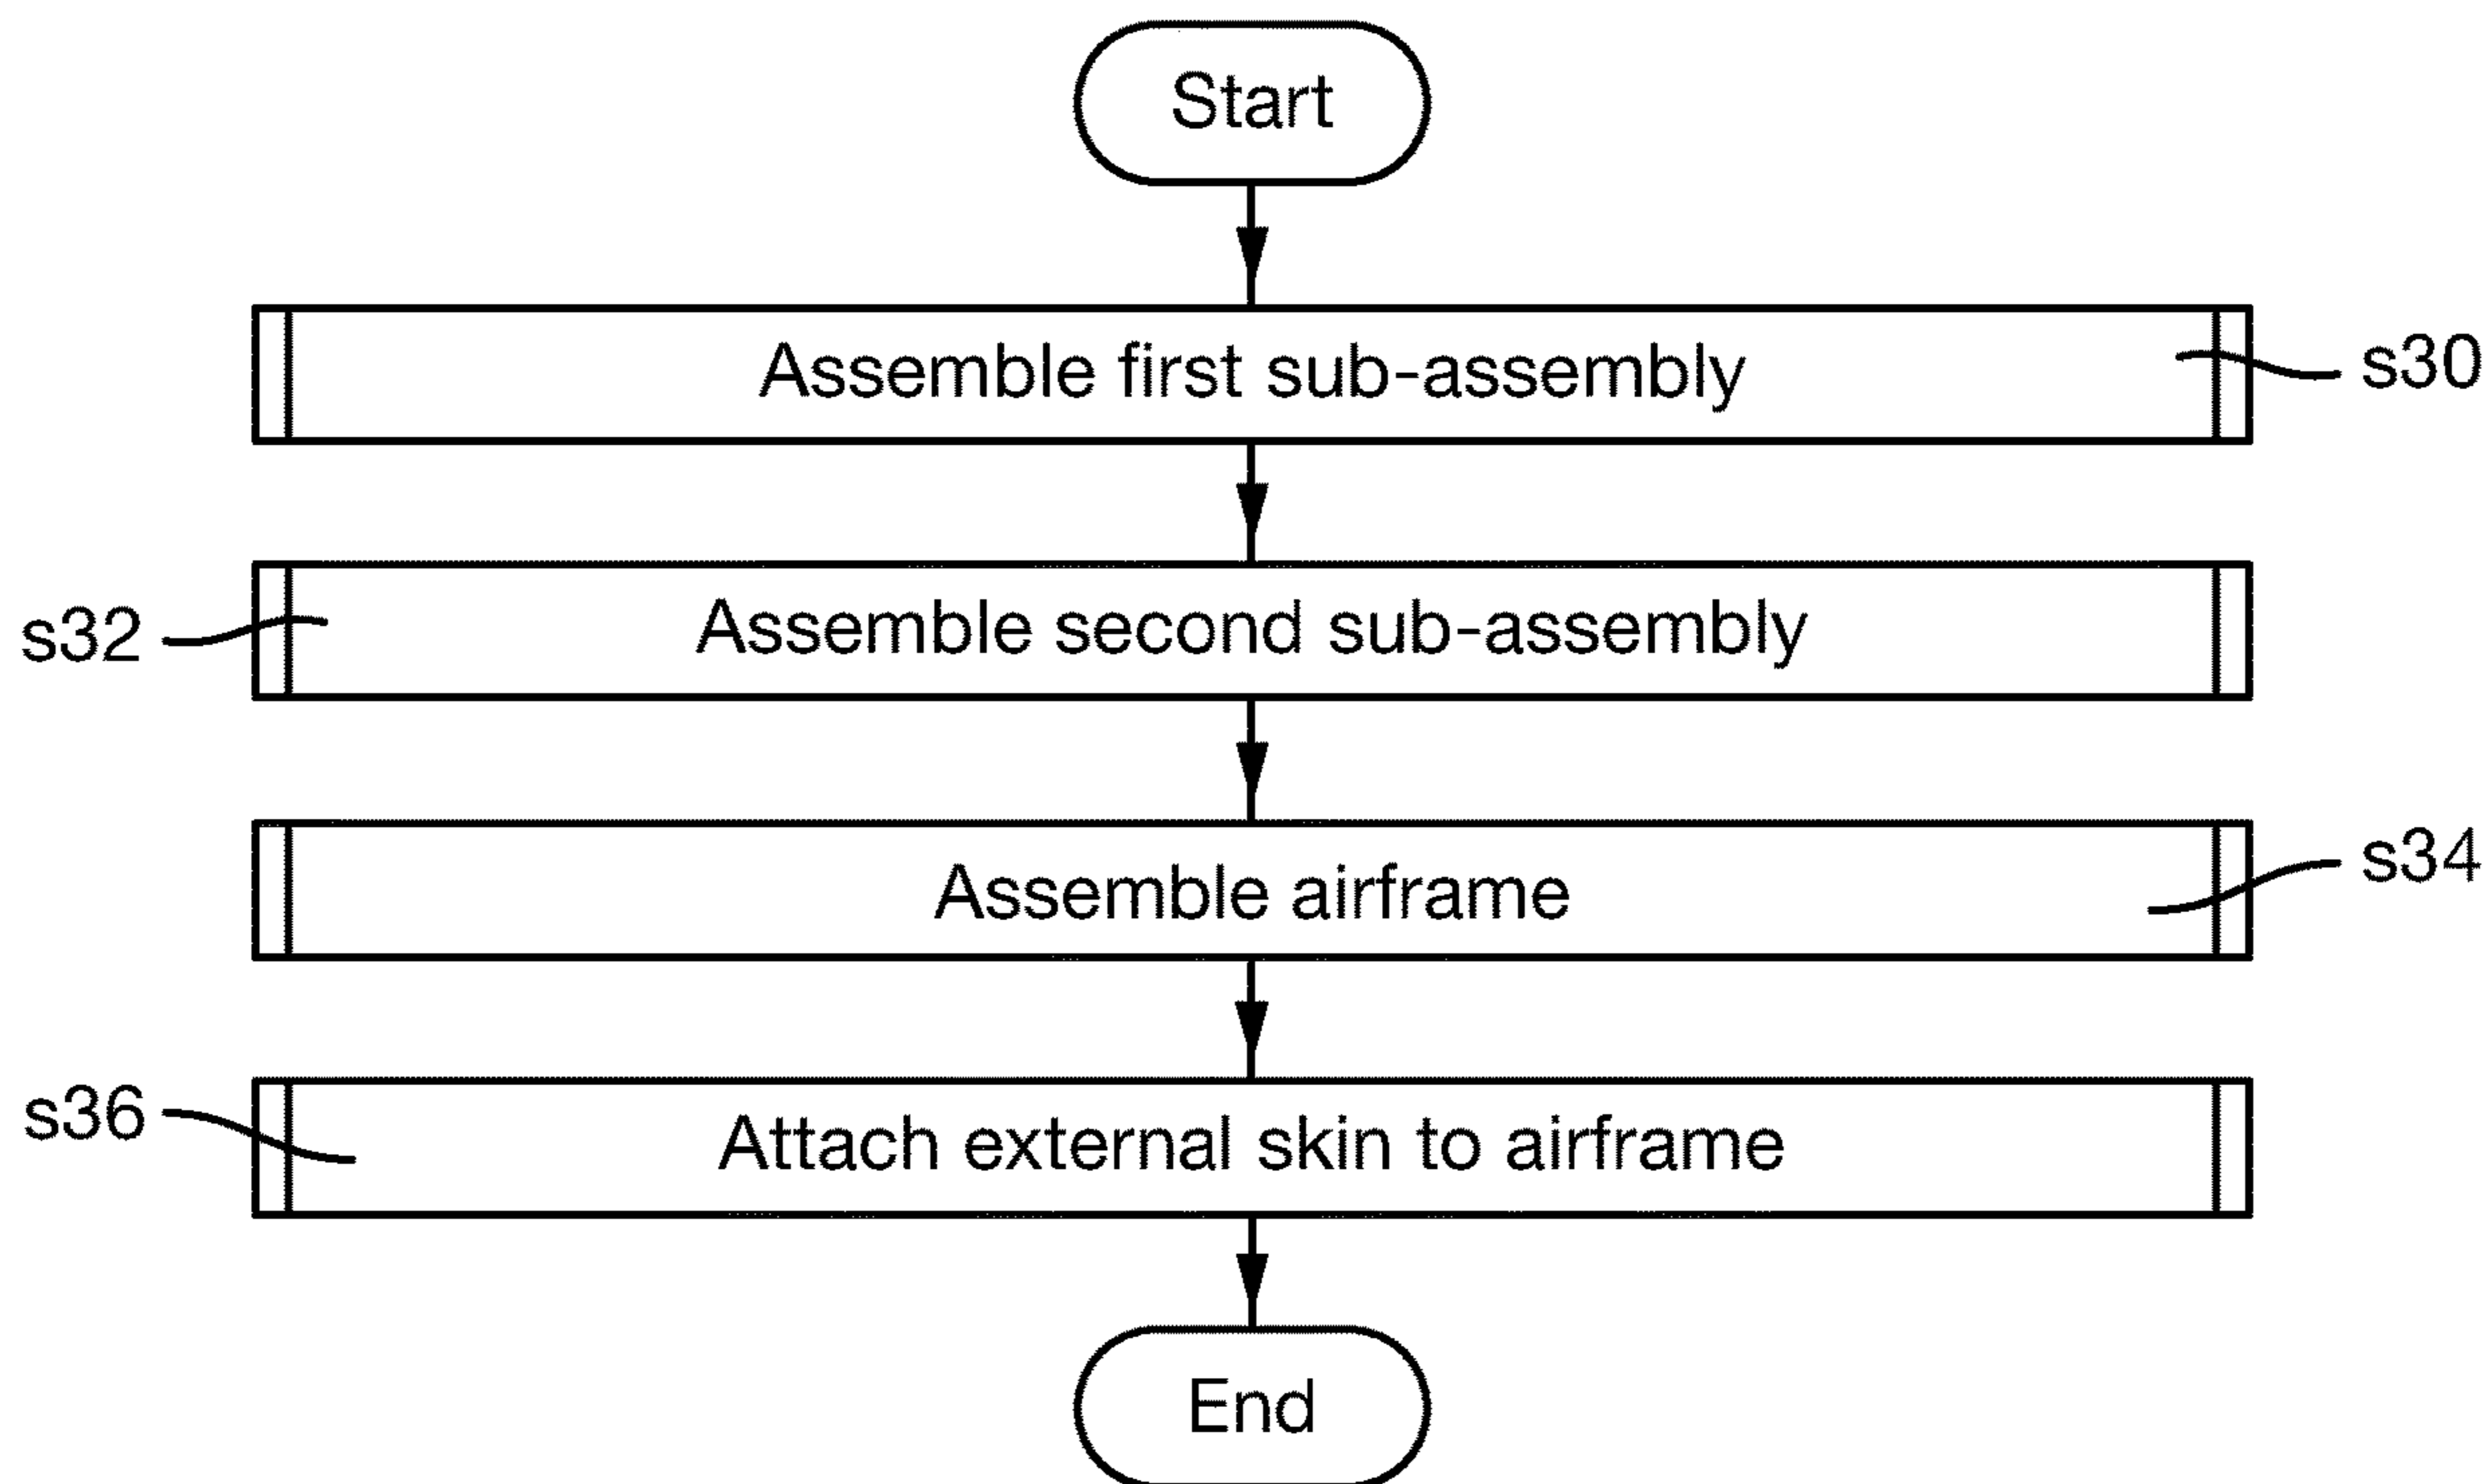 Start
Assemble first sub-assembly
s30
s32
Assemble second sub-assembly
Assemble airframe
s34
s36
Attach external skin to airframe
End